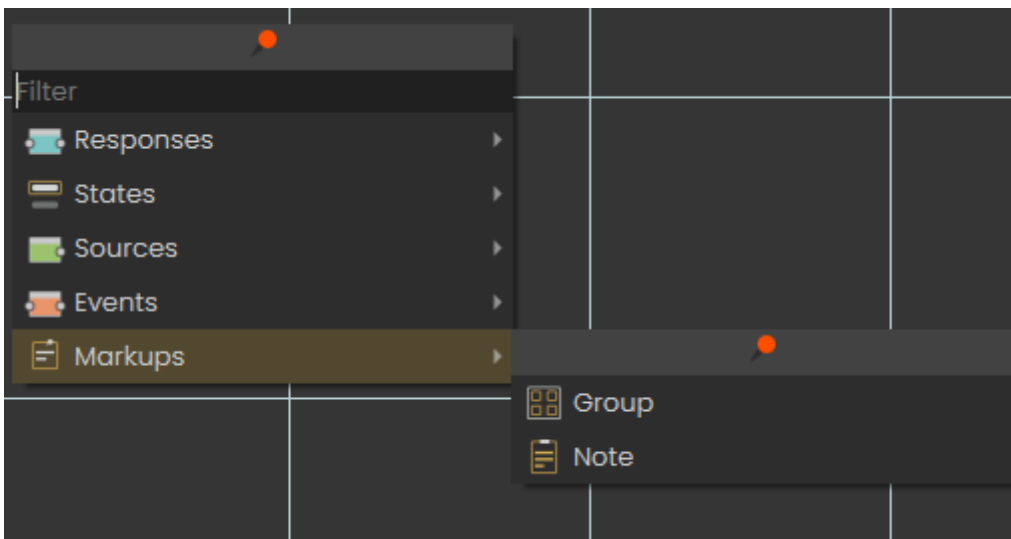 Filter
Responses
States
Sources
Events
Markups
Group
Note